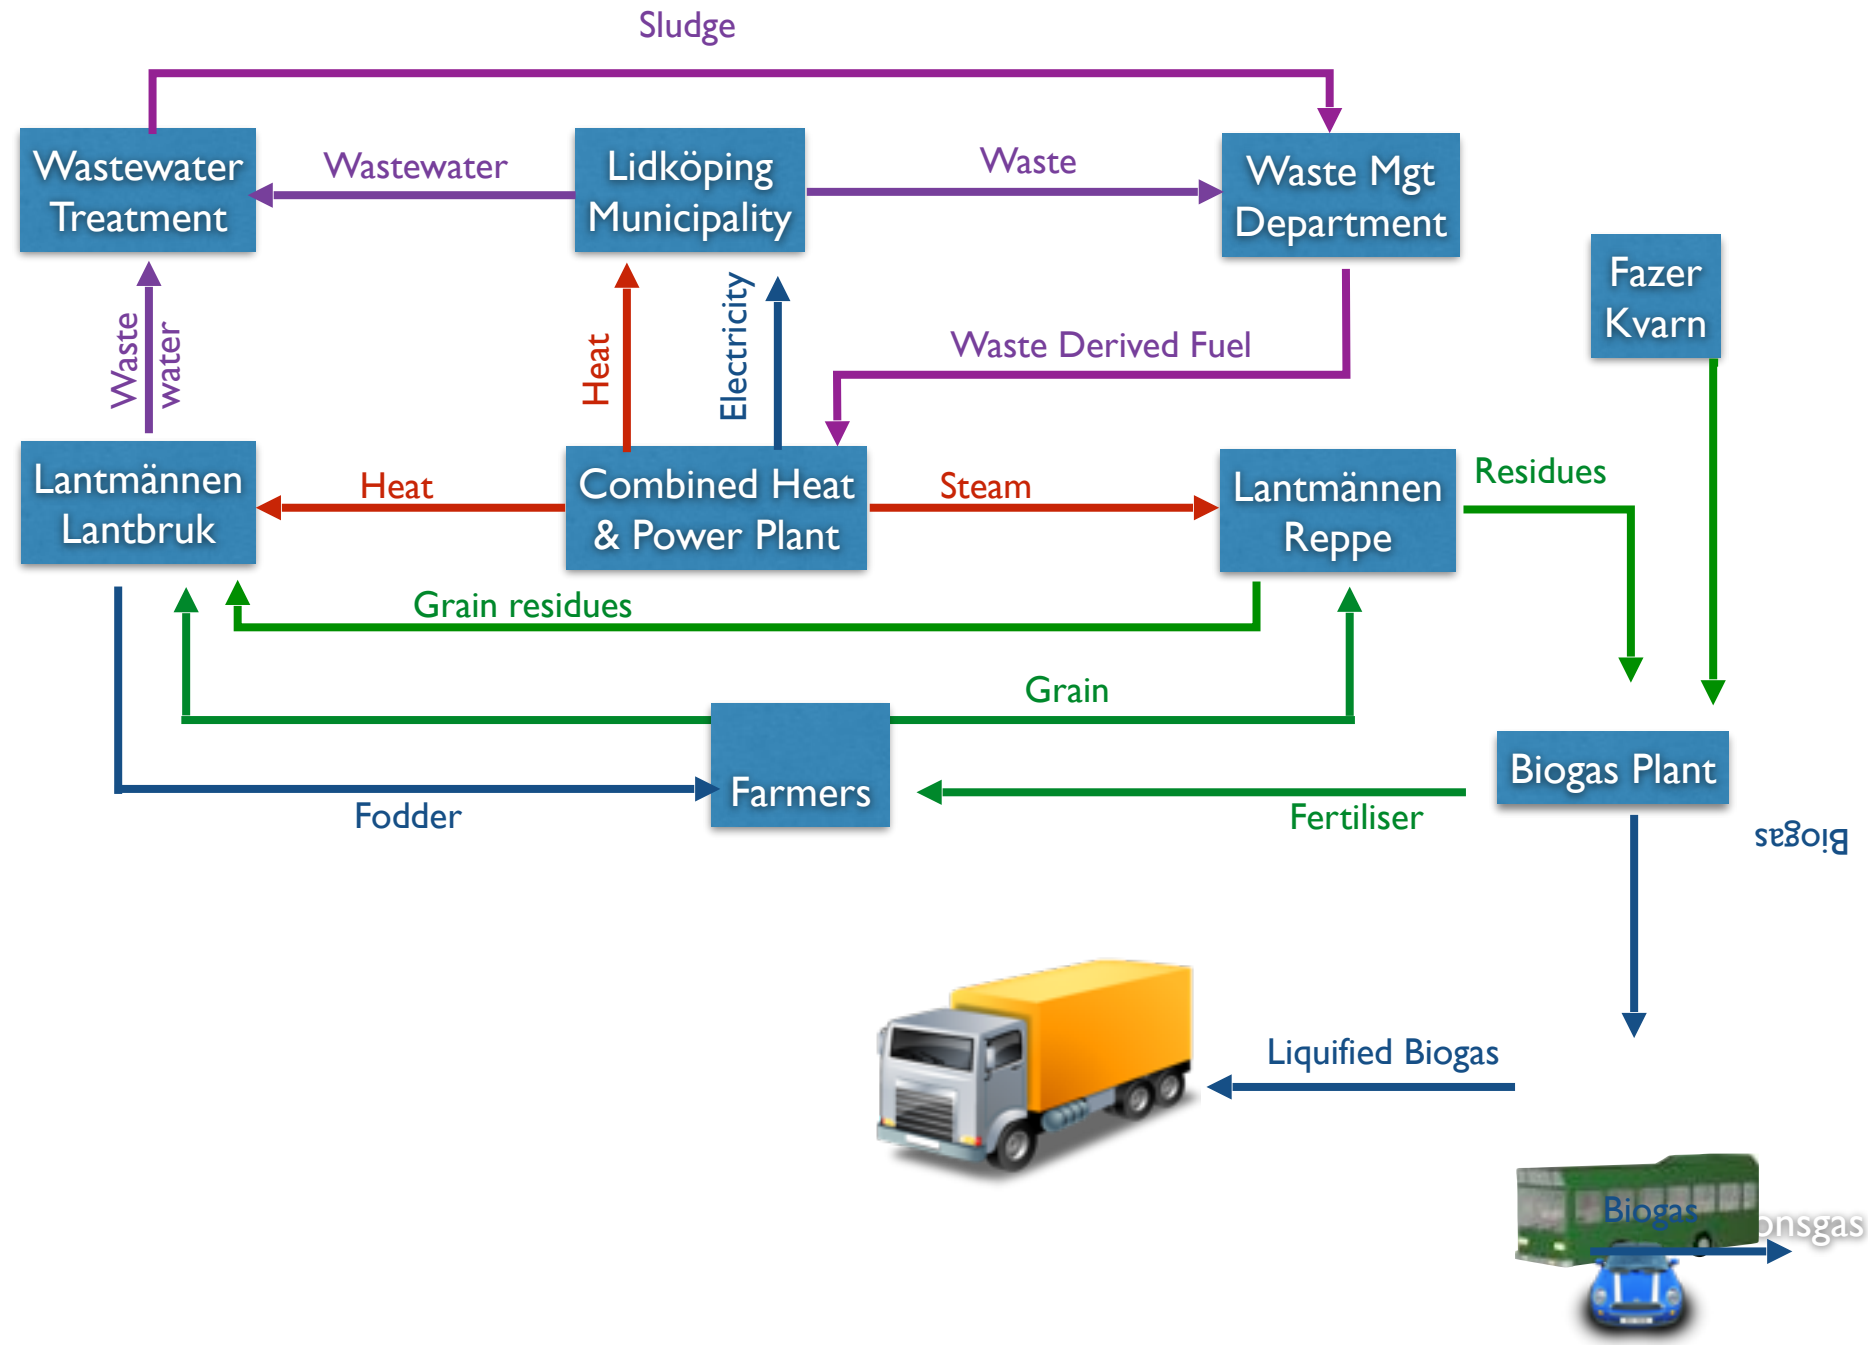 Sludge
Wastewater
Treatment
Wastewater
Lidköping
Municipality
Waste
Waste Mgt
Department
Fazer
Kvarn
Waste
water
Heat
Electricity
Waste Derived Fuel
Lantmännen
Lantbruk
Heat
Combined Heat
& Power Plant
Steam
Lantmännen
Reppe
Residues
Grain residues
Grain
Farmers
Fodder
Fertiliser
Biogas Plant
Biogas
Liquified Biogas
Biogas
onsgas